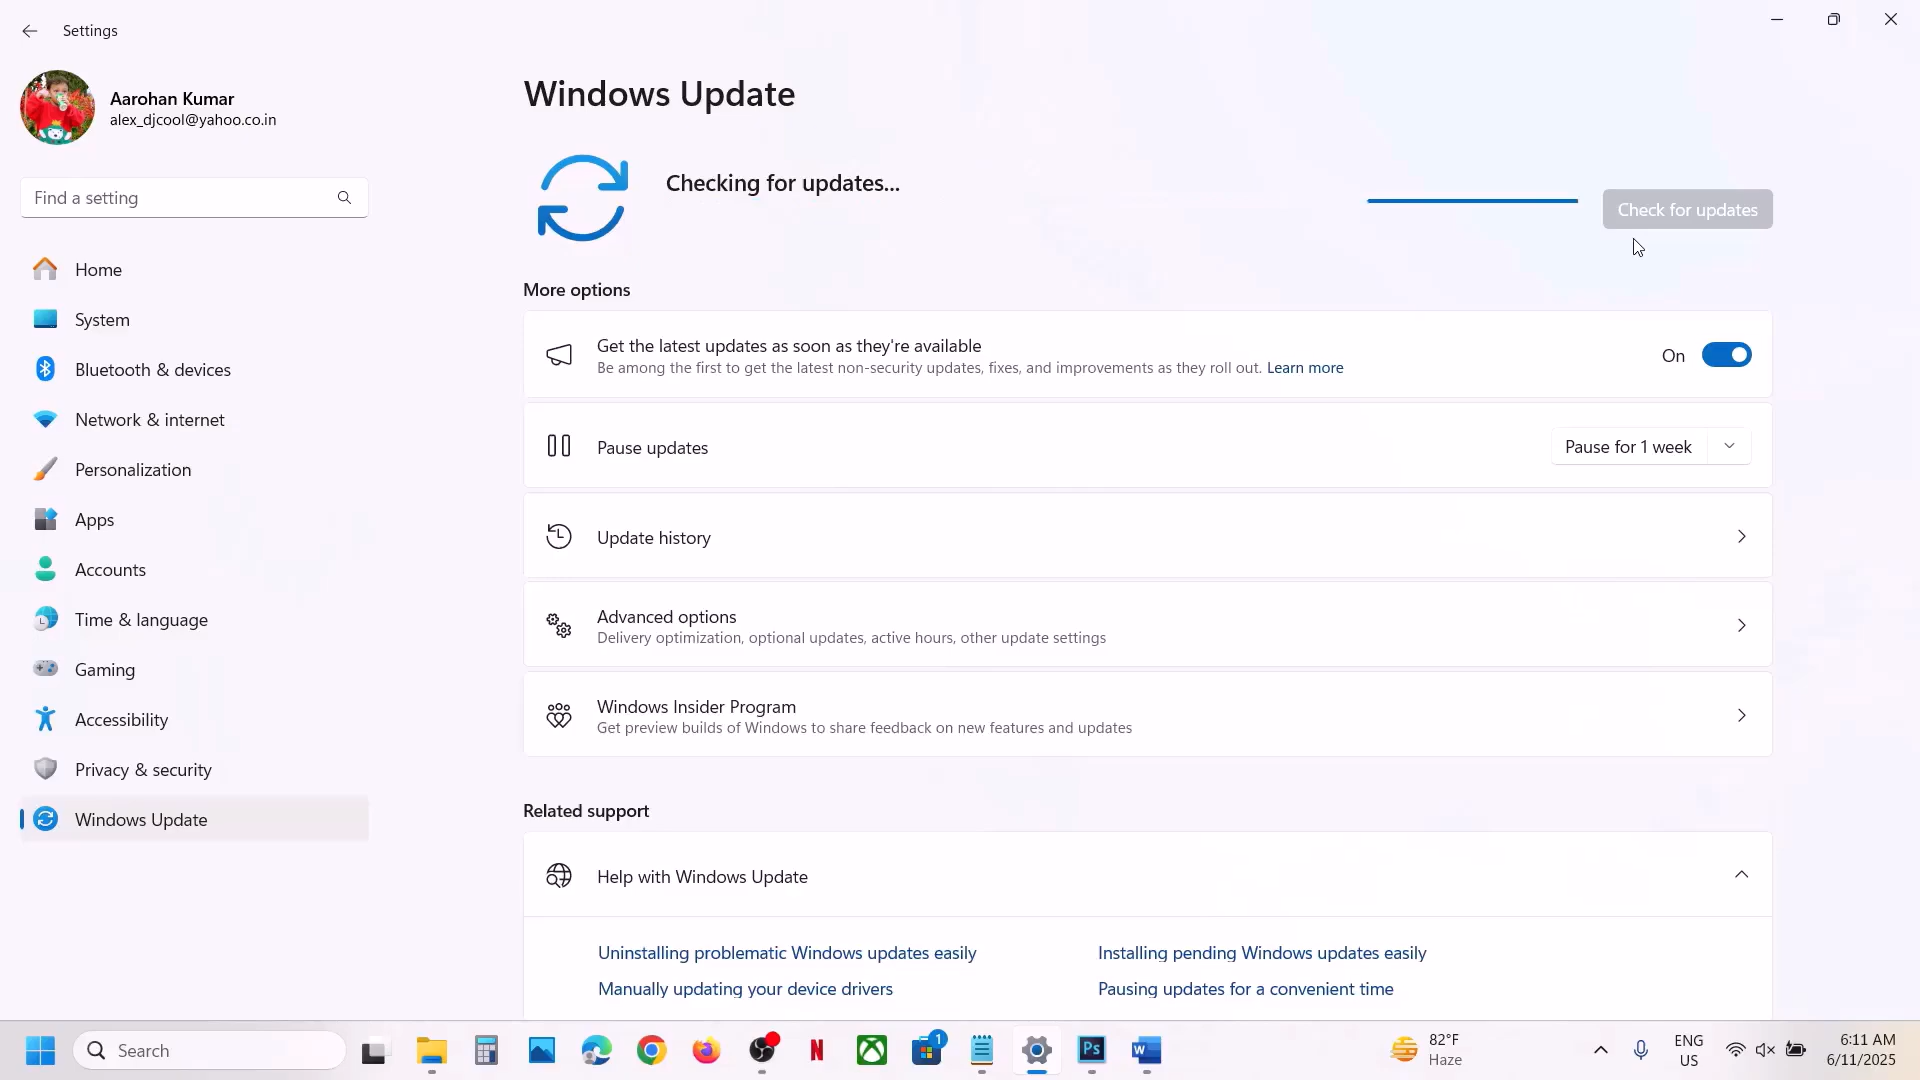 Settings
Aarohan Kumar
alex_djcool@yahoo.co.in
Find a setting
Home
System
Bluetooth & devices
Network & internet
Personalization
Apps
Accounts
Time & language
Gaming
Accessibility
Privacy & security
Windows Update
Windows Update
Checking for updates...
Check for updates
More options
Get the latest updates as soon as they're available
Be among the first to get the latest non-security updates, fixes, and improvements as they roll out. Learn more
On
Pause updates
Pause for 1 week
Update history
Advanced options
Delivery optimization, optional updates, active hours, other update settings
Windows Insider Program
Get preview builds of Windows to share feedback on new features and updates
Related support
Help with Windows Update
Uninstalling problematic Windows updates easily
Installing pending Windows updates easily
Manually updating your device drivers
Pausing updates for a convenient time
Search
N
1
Ps
W
82°F
Haze
ENG
US
6:11 AM
6/11/2025